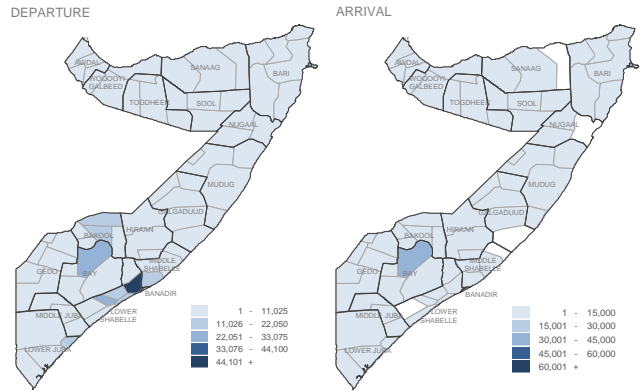 DEPARTURE
AWDAL
WOQOOYI
GALBEED
TOGDHEER
SANAAG
SOOL
BARI
NUGAAL
MUDUG
GALGADUUD
HIRAAN
BAKOOL
MIDDLE
SHABELLE
GEDO
BAY
BANADIR
LOWER
SHABELLE
MIDDLE JUBA
LOWER JUBA
1 - 11,025
11,026 - 22,050
22,051 - 33,075
33,076 - 44,100
44,101 +
ARRIVAL
AWDAL
WOQOOYI
GALBEED
TOGDHEER
SANAAG
SOOL
BARI
NUGAAL
MUDUG
GALGADUUD
HIRAAN
BAKOOL
MIDDLE
SHABELLE
GEDO
BAY
BANADIR
LOWER
SHABELLE
MIDDLE JUBA
LOWER JUBA
1 - 15,000
15,001 - 30,000
30,001 - 45,000
45,001 - 60,000
60,001 +